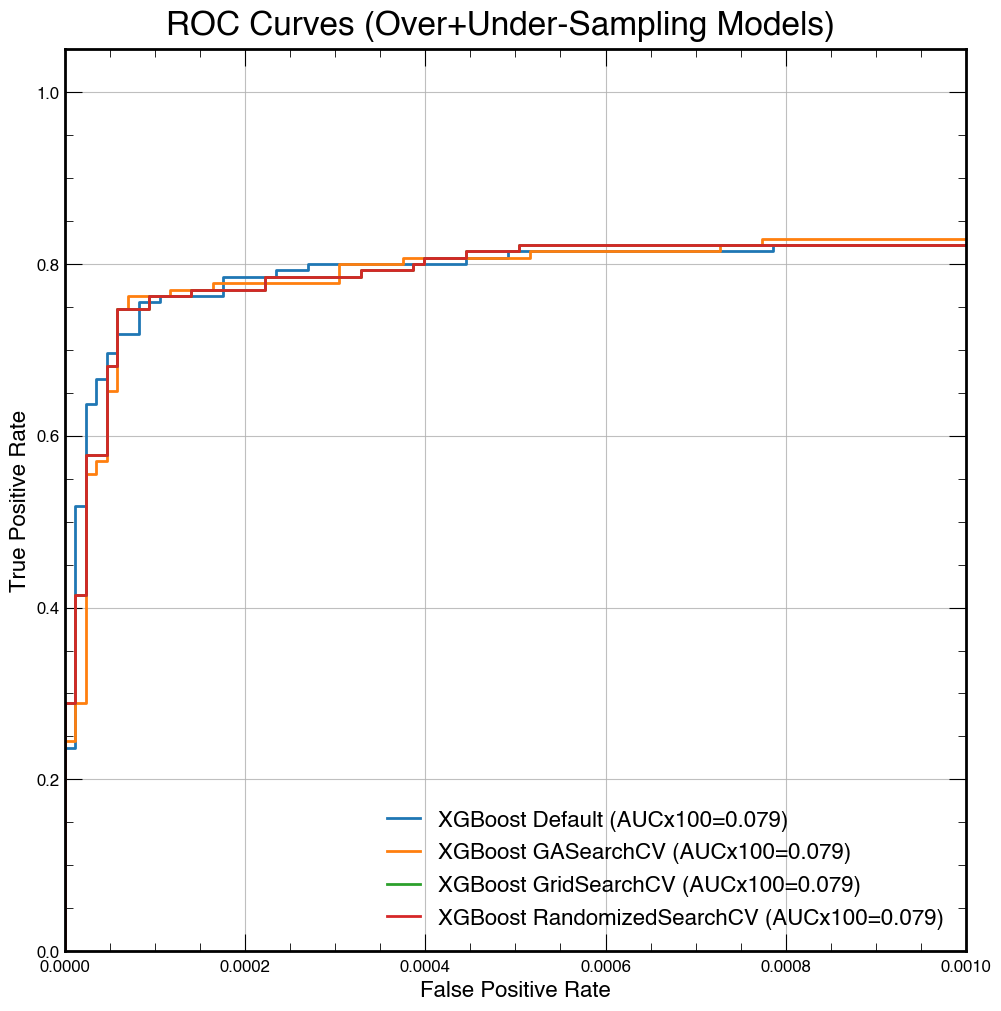 ROC Curves (Over+Under-Sampling Models)
True Positive Rate
1.0
0.8
0.6
0.4
0.2
0.0
XGBoost Default (AUCx100=0.079)
XGBoost GASearchCV (AUCx100=0.079)
XGBoost GridSearchCV (AUCx100=0.079)
XGBoost RandomizedSearchCV (AUCx100=0.079)
0.0000 0.0002 0.0004 0.0006 0.0008 0.0010
False Positive Rate